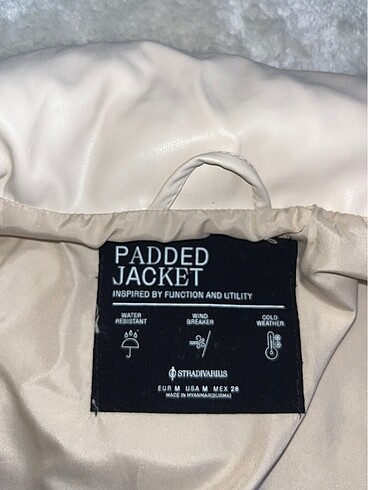 PADDED
JACKET
INSPIRED BY FUNCTION AND UTILITY
WATER RESISTANT
WIND BREAKER
COLD WEATHER
STRADIVARIUS
EUR M USA M MEX 28
MADE IN MYANMAR(BURMA)